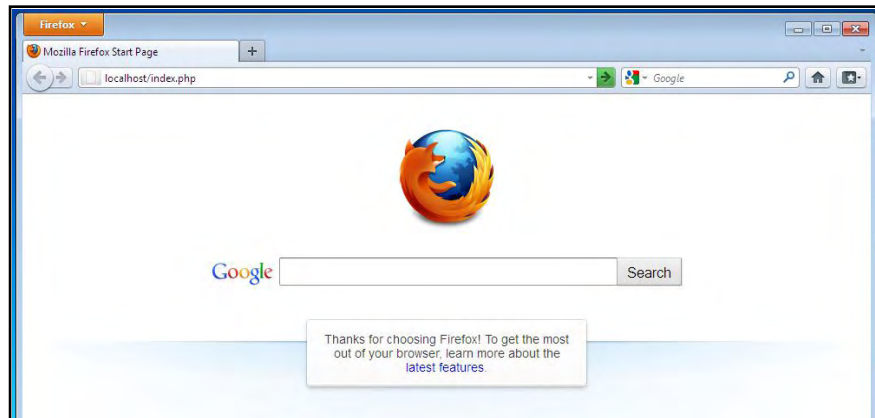 Firefox
Mozilla Firefox Start Page
localhost/index.php
Google
Google
Search
Thanks for choosing Firefox! To get the most
out of your browser, learn more about the
latest features.